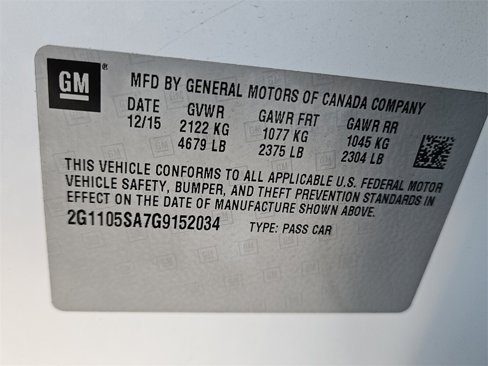 GM
MFD BY GENERAL MOTORS OF CANADA COMPANY
DATE GVWR GAWR FRT GAWR RR
12/15 2122 KG 1077 KG 1045 KG
4679 LB 2375 LB 2304 LB
THIS VEHICLE CONFORMS TO ALL APPLICABLE U.S. FEDERAL MOTOR
VEHICLE SAFETY, BUMPER, AND THEFT PREVENTION STANDARDS IN
EFFECT ON THE DATE OF MANUFACTURE SHOWN ABOVE.
2G1105SA7G9152034 TYPE: PASS CAR